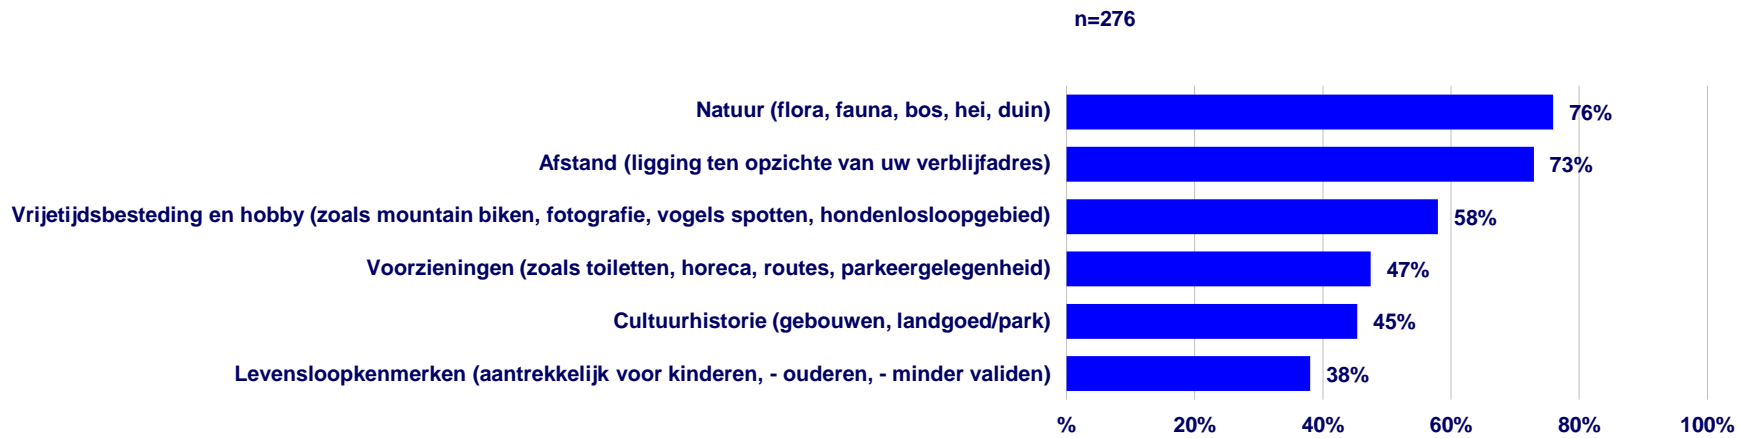 n=276
Natuur (flora, fauna, bos, hei, duin)
76%
Afstand (ligging ten opzichte van uw verblijfadres)
73%
Vrijetijdsbesteding en hobby (zoals mountain biken, fotografie, vogels spotten, hondenlosloopgebied)
58%
Voorzieningen (zoals toiletten, horeca, routes, parkeergelegenheid)
47%
Cultuurhistorie (gebouwen, landgoed/park)
45%
Levensloopkenmerken (aantrekkelijk voor kinderen, - ouderen, - minder validen)
38%
% 20% 40% 60% 80% 100%